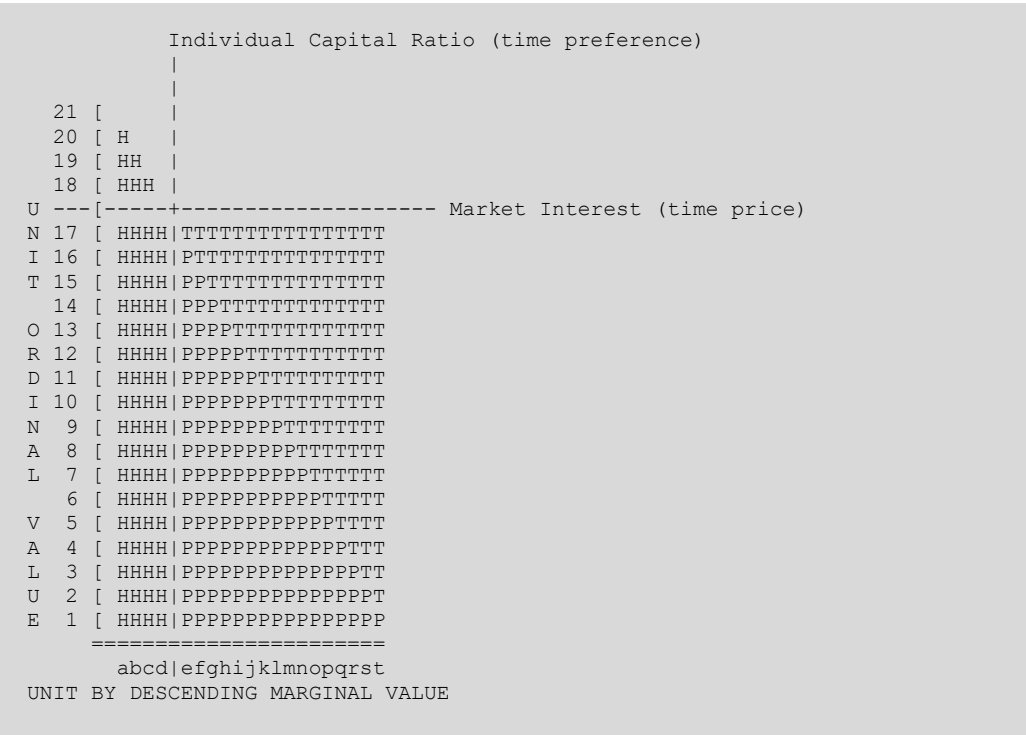 Individual Capital Ratio (time preference)
           |
           |
  21 [     |
  20 [ H   |
  19 [ HH  |
  18 [ HHH |
U ---[-----+-------------------- Market Interest (time price)
N 17 [ HHHH|TTTTTTTTTTTTTTTT
I 16 [ HHHH|PTTTTTTTTTTTTTTT
T 15 [ HHHH|PPTTTTTTTTTTTTTT
  14 [ HHHH|PPPTTTTTTTTTTTTT
O 13 [ HHHH|PPPPTTTTTTTTTTTT
R 12 [ HHHH|PPPPPTTTTTTTTTTT
D 11 [ HHHH|PPPPPPTTTTTTTTTT
I 10 [ HHHH|PPPPPPPTTTTTTTTT
N  9 [ HHHH|PPPPPPPPTTTTTTTT
A  8 [ HHHH|PPPPPPPPPTTTTTTT
L  7 [ HHHH|PPPPPPPPPPTTTTTT
   6 [ HHHH|PPPPPPPPPPPTTTTT
V  5 [ HHHH|PPPPPPPPPPPPTTTT
A  4 [ HHHH|PPPPPPPPPPPPPTTT
L  3 [ HHHH|PPPPPPPPPPPPPPTT
U  2 [ HHHH|PPPPPPPPPPPPPPPT
E  1 [ HHHH|PPPPPPPPPPPPPPPP
     =======================
       abcd|efghijklmnopqrst
UNIT BY DESCENDING MARGINAL VALUE